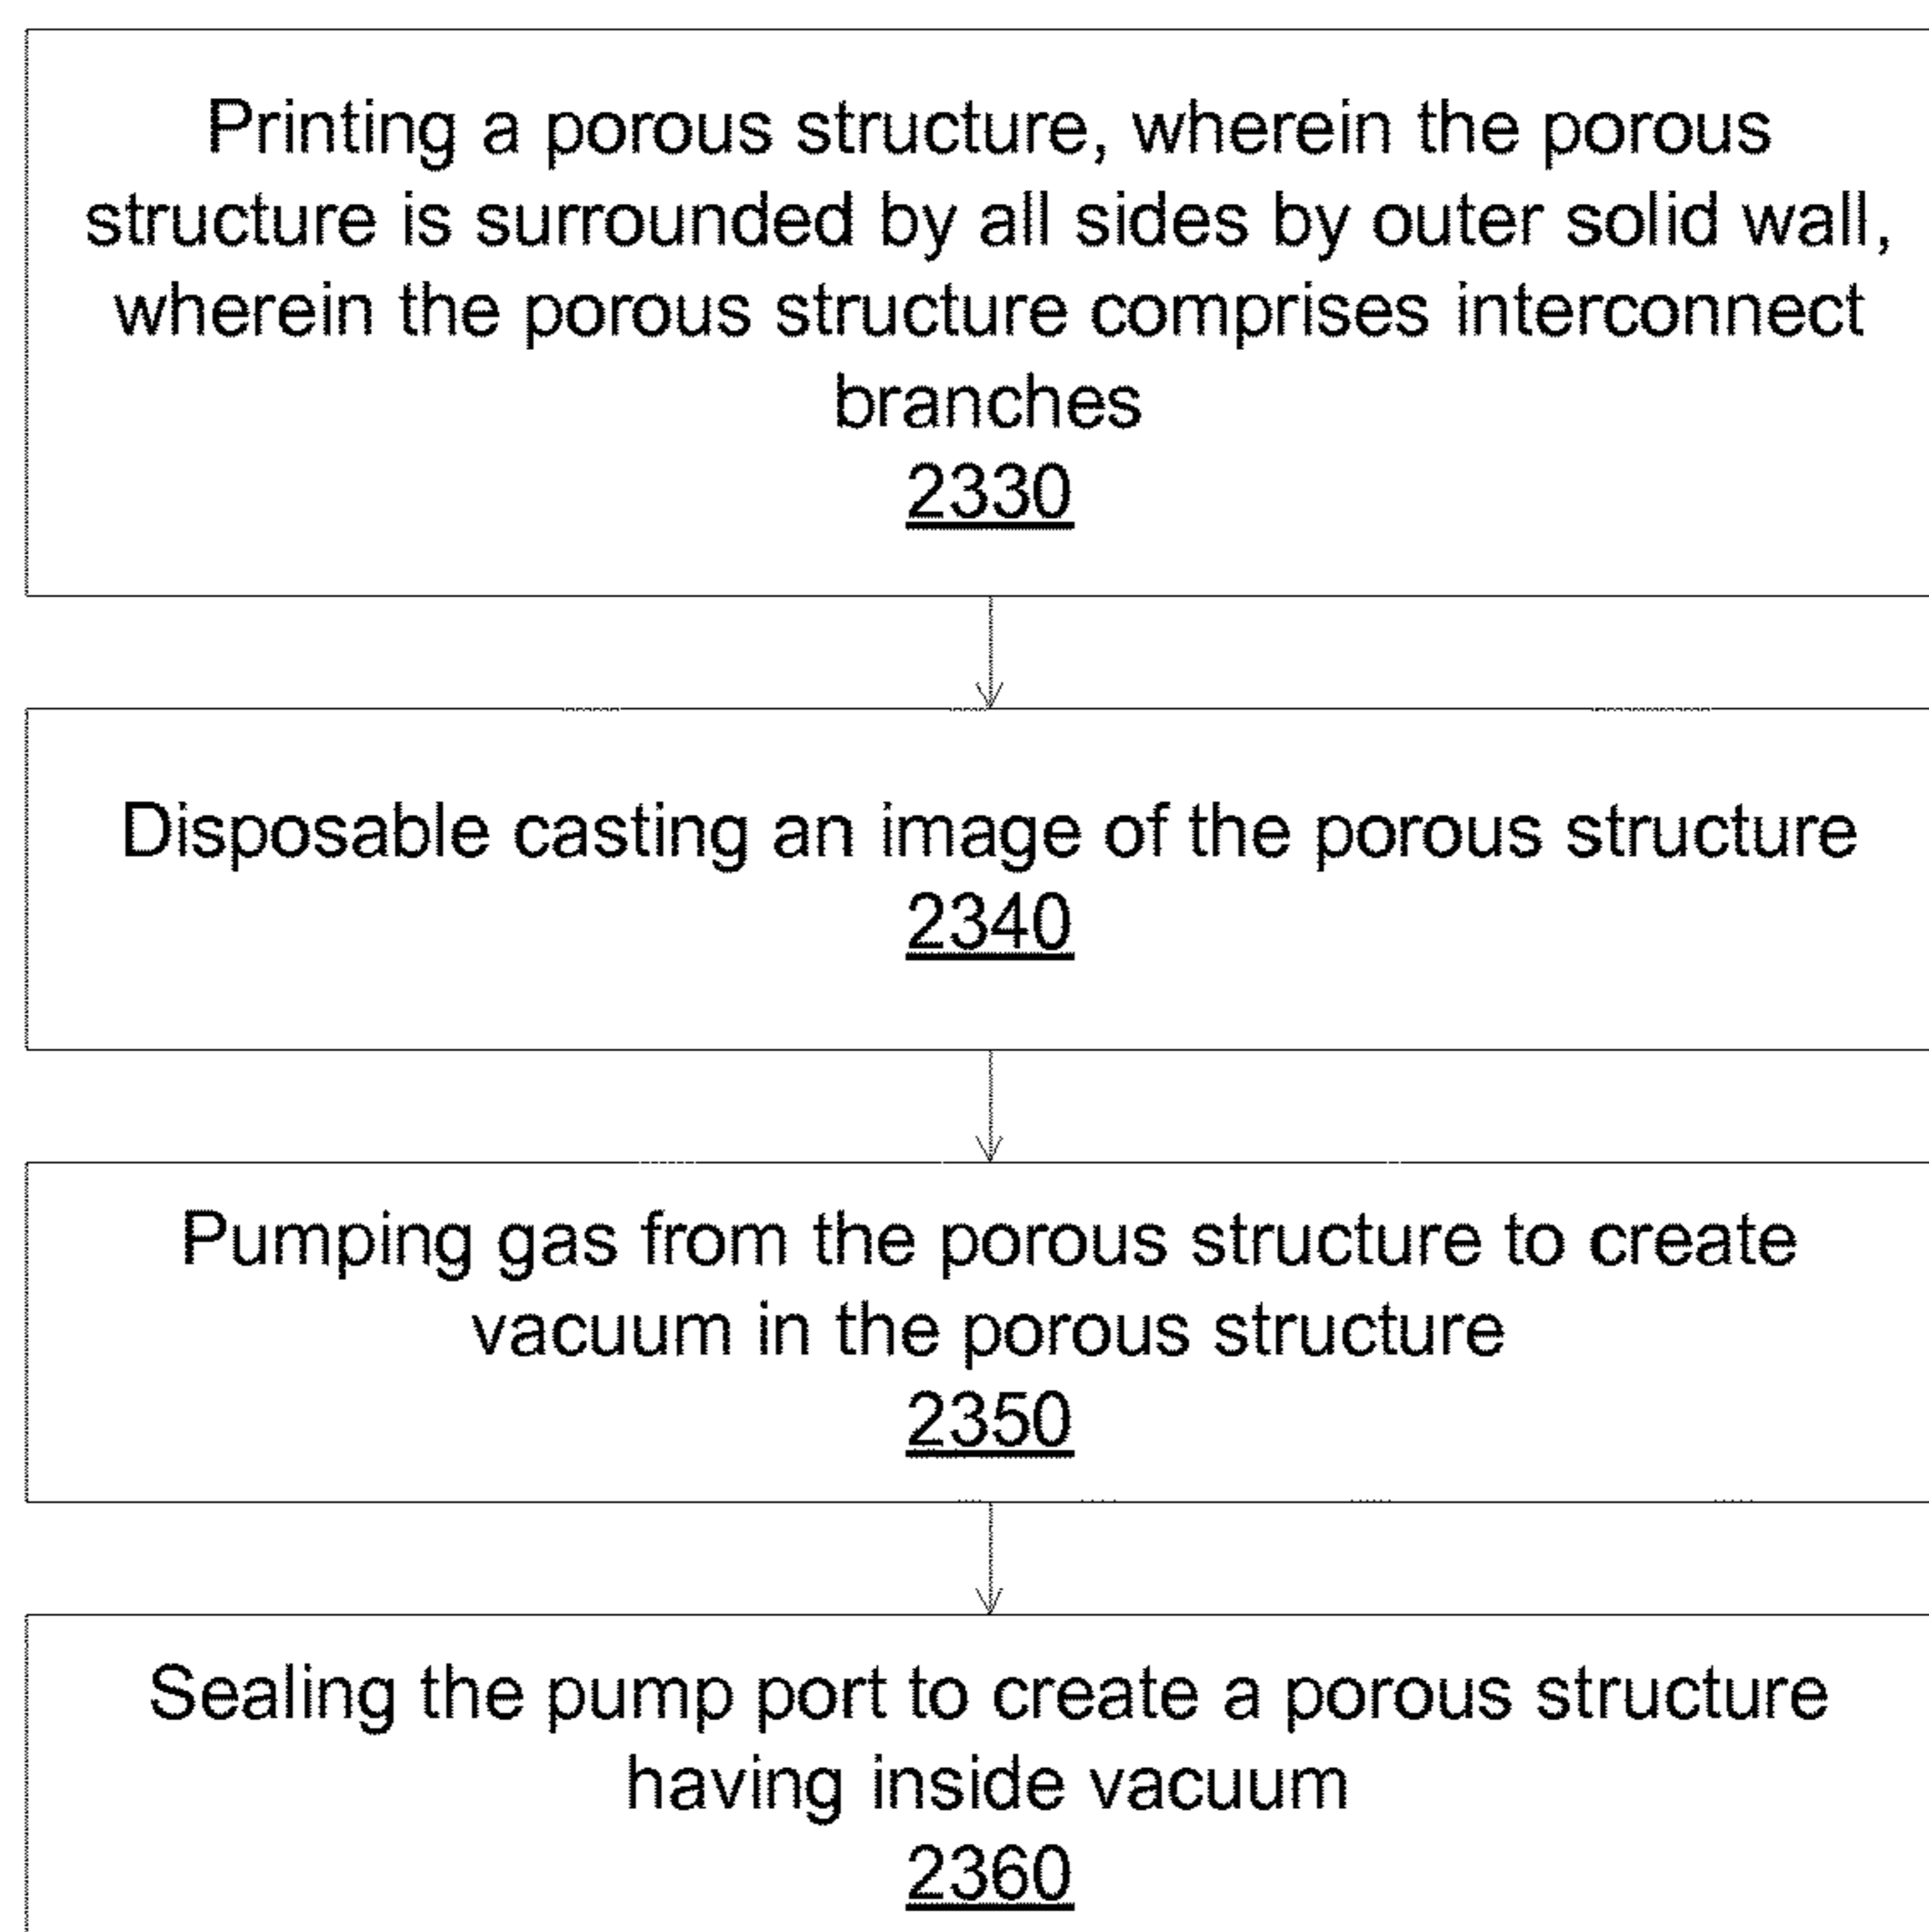 Printing a porous structure, wherein the porous
structure is surrounded by all sides by outer solid wall,
wherein the porous structure comprises interconnect
branches
2330
Disposable casting an image of the porous structure
2340
Pumping gas from the porous structure to create
vacuum in the porous structure
2350
Sealing the pump port to create a porous structure
having inside vacuum
2360